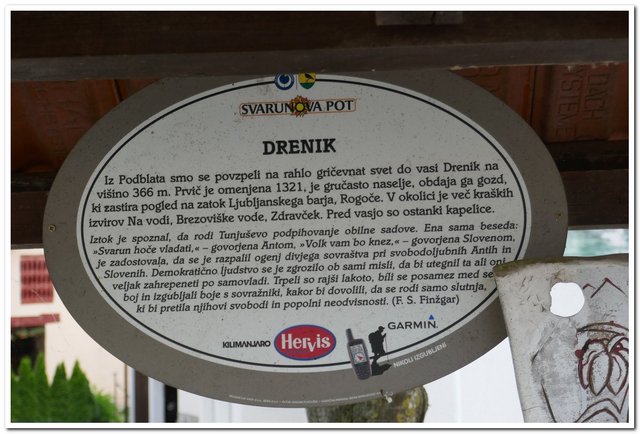 SVARUNOVA POT
DRENIK
Iz Podblata smo se povzpeli na rahlo gričevnat svet do vasi Drenik na
višino 366 m. Prvič je omenjena 1321, je gručasto naselje, obdaja ga gozd,
ki zastira pogled na zatok Ljubljanskega barja, Rogoče. V okolici je več kraških
izvirov Na vodi, Brezoviške vode, Zdravček. Pred vasjo so ostanki kapelice.
Iztok je spoznal, da rodi Tunjuševo podpihovanje obilne sadove. Ena sama beseda:
»Svarun hoče vladati,« – govorjena Antom, »Volk vam bo knez,« – govorjena Slovenom,
je zadostovala, da se je razpalil ogenj divjega sovraštva pri svobodoljubnih Antih in
Slovenih. Demokratično ljudstvo se je zgrozilo ob sami misli, da bi utegnil ta ali oni
veljak zahrepeneti po samovladi. Trpeli so rajši lakoto, bíli se posamez med se
boj in izgubljali boje s sovražniki, kakor bi dovolili, da se rodi samo slutnja,
ki bi pretila njihovi svobodi in popolni neodvisnosti. (F. S. Finžgar)
KILIMANJARO
Hervis
GARMIN
NIKOLI IZGUBLJENI
DACH
SYSTEME